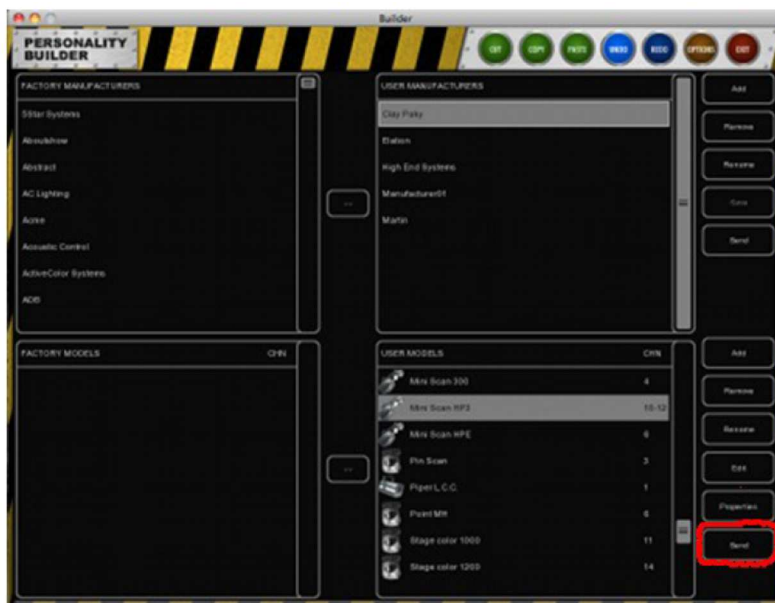 Builder
PERSONALITY
BUILDER
CUT
COPY
PASTE
UNDO
REDO
OPTIONS
EXIT
FACTORY MANUFACTURERS
5Star Systems
Aboutshow
Abstract
AC Lighting
Acme
Acoustic Control
ActiveColor Systems
ADB
USER MANUFACTURERS
Clay Paky
Elation
High End Systems
Manufacturer01
Martin
Add
Remove
Rename
Save
Send
FACTORY MODELS CHN
USER MODELS CHN
Mini Scan 300 4
Mini Scan HP3 10-12
Mini Scan HPE 6
Pin Scan 3
Piper L.C.C. 1
Point MH 6
Stage color 1000 11
Stage color 1200 14
Add
Remove
Rename
Edit
Properties
Send